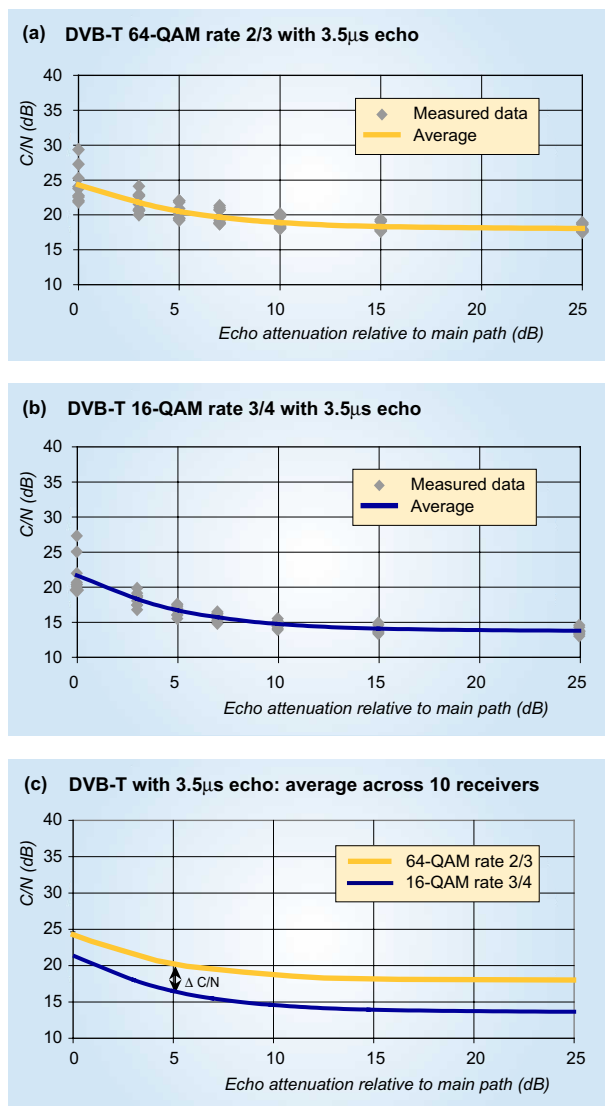 (a) DVB-T 64-QAM rate 2/3 with 3.5µs echo
C/N (dB)
40
35
30
25
20
15
10
Measured data
Average
0 5 10 15 20 25
Echo attenuation relative to main path (dB)
(b) DVB-T 16-QAM rate 3/4 with 3.5µs echo
C/N (dB)
40
35
30
25
20
15
10
Measured data
Average
0 5 10 15 20 25
Echo attenuation relative to main path (dB)
(c) DVB-T with 3.5µs echo: average across 10 receivers
C/N (dB)
40
35
30
25
20
15
10
64-QAM rate 2/3
16-QAM rate 3/4
Δ C/N
0 5 10 15 20 25
Echo attenuation relative to main path (dB)